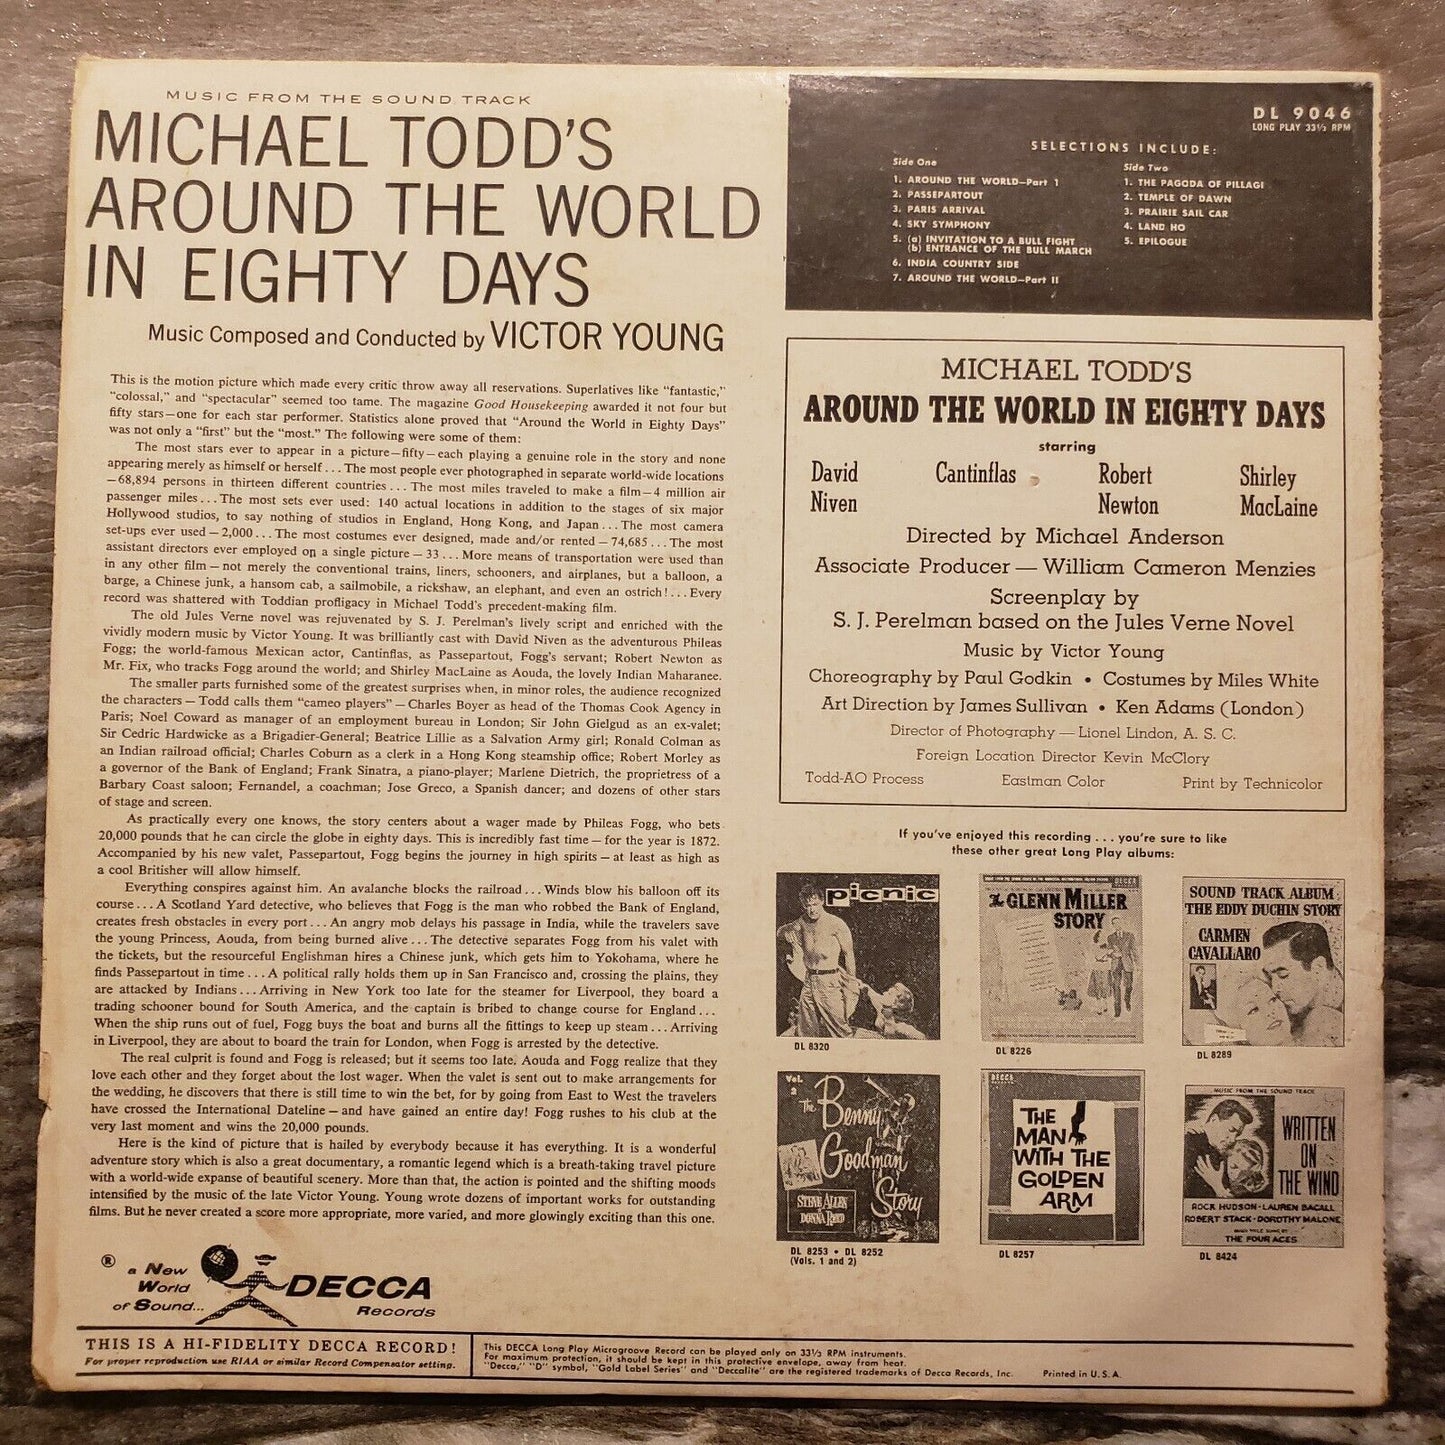 MUSIC FROM THE SOUND TRACK
MICHAEL TODD'S
AROUND THE WORLD
IN EIGHTY DAYS
Music Composed and Conducted by VICTOR YOUNG
This is the motion picture which made every critic throw away all reservations. Superlatives like “fantastic,”
“colossal,” and “spectacular” seemed too tame. The magazine Good Housekeeping awarded it not four but
fifty stars—one for each star performer. Statistics alone proved that “Around the World in Eighty Days”
was not only a “first” but the “most.” The following were some of them:
The most stars ever to appear in a picture—fifty—each playing a genuine role in the story and none
appearing merely as himself or herself . . . The most people ever photographed in separate world-wide locations
—68,894 persons in thirteen different countries . . . The most miles traveled to make a film—4 million air
passenger miles . . . The most sets ever used: 140 actual locations in addition to the stages of six major
Hollywood studios, to say nothing of studios in England, Hong Kong, and Japan . . . The most camera
set-ups ever used—2,000 . . . The most costumes ever designed, made and/or rented—74,685 . . . The most
assistant directors ever employed on a single picture—33 . . . More means of transportation were used than
in any other film—not merely the conventional trains, liners, schooners, and airplanes, but a balloon, a
barge, a Chinese junk, a hansom cab, a sailmobile, a rickshaw, an elephant, and even an ostrich! . . . Every
record was shattered with Toddian profligacy in Michael Todd's precedent-making film.
The old Jules Verne novel was rejuvenated by S. J. Perelman's lively script and enriched with the
vividly modern music by Victor Young. It was brilliantly cast with David Niven as the adventurous Phileas
Fogg; the world-famous Mexican actor, Cantinflas, as Passepartout, Fogg's servant; Robert Newton as
Mr. Fix, who tracks Fogg around the world; and Shirley MacLaine as Aouda, the lovely Indian Maharanee.
The smaller parts furnished some of the greatest surprises when, in minor roles, the audience recognized
the characters—Todd calls them “cameo players”—Charles Boyer as head of the Thomas Cook Agency in
Paris; Noel Coward as manager of an employment bureau in London; Sir John Gielgud as an ex-valet;
Sir Cedric Hardwicke as a Brigadier-General; Beatrice Lillie as a Salvation Army girl; Ronald Colman as
an Indian railroad official; Charles Coburn as a clerk in a Hong Kong steamship office; Robert Morley as
a governor of the Bank of England; Frank Sinatra, a piano-player; Marlene Dietrich, the proprietress of a
Barbary Coast saloon; Fernandel, a coachman; Jose Greco, a Spanish dancer; and dozens of other stars
of stage and screen.
As practically every one knows, the story centers about a wager made by Phileas Fogg, who bets
20,000 pounds that he can circle the globe in eighty days. This is incredibly fast time—for the year is 1872.
Accompanied by his new valet, Passepartout, Fogg begins the journey in high spirits—at least as high as
a cool Britisher will allow himself.
Everything conspires against him. An avalanche blocks the railroad . . . Winds blow his balloon off its
course . . . A Scotland Yard detective, who believes that Fogg is the man who robbed the Bank of England,
creates fresh obstacles in every port . . . An angry mob delays his passage in India, while the travelers save
the young Princess, Aouda, from being burned alive . . . The detective separates Fogg from his valet with
the tickets, but the resourceful Englishman hires a Chinese junk, which gets him to Yokohama, where he
finds Passepartout in time . . . A political rally holds them up in San Francisco and, crossing the plains, they
are attacked by Indians . . . Arriving in New York too late for the steamer for Liverpool, they board a
trading schooner bound for South America, and the captain is bribed to change course for England . . .
When the ship runs out of fuel, Fogg buys the boat and burns all the fittings to keep up steam . . . Arriving
in Liverpool, they are about to board the train for London, when Fogg is arrested by the detective.
The real culprit is found and Fogg is released; but it seems too late. Aouda and Fogg realize that they
love each other and they forget about the lost wager. When the valet is sent out to make arrangements for
the wedding, he discovers that there is still time to win the bet, for by going from East to West the travelers
have crossed the International Dateline—and have gained an entire day! Fogg rushes to his club at the
very last moment and wins the 20,000 pounds.
Here is the kind of picture that is hailed by everybody because it has everything. It is a wonderful
adventure story which is also a great documentary, a romantic legend which is a breath-taking travel picture
with a world-wide expanse of beautiful scenery. More than that, the action is pointed and the shifting moods
intensified by the music of the late Victor Young. Young wrote dozens of important works for outstanding
films. But he never created a score more appropriate, more varied, and more glowingly exciting than this one.
® a New
World
of Sound...
DECCA
Records
THIS IS A HI-FIDELITY DECCA RECORD!
For proper reproduction use RIAA or similar Record Compensator setting.
This DECCA Long Play Microgroove Record can be played only on 33⅓ RPM instruments.
For maximum protection, it should be kept in this protective envelope, away from heat.
"Decca," "D" symbol, "Gold Label Series" and "Deccalite" are the registered trademarks of Decca Records, Inc. Printed in U.S.A.
DL 9046
LONG PLAY 33⅓ RPM
SELECTIONS INCLUDE:
Side One
1. AROUND THE WORLD—Part 1
2. PASSEPARTOUT
3. PARIS ARRIVAL
4. SKY SYMPHONY
5. (a) INVITATION TO A BULL FIGHT
(b) ENTRANCE OF THE BULL MARCH
6. INDIA COUNTRY SIDE
7. AROUND THE WORLD—Part II
Side Two
1. THE PAGODA OF PILLAGI
2. TEMPLE OF DAWN
3. PRAIRIE SAIL CAR
4. LAND HO
5. EPILOGUE
MICHAEL TODD'S
AROUND THE WORLD IN EIGHTY DAYS
starring
David Niven
Cantinflas
Robert Newton
Shirley MacLaine
Directed by Michael Anderson
Associate Producer — William Cameron Menzies
Screenplay by
S. J. Perelman based on the Jules Verne Novel
Music by Victor Young
Choreography by Paul Godkin • Costumes by Miles White
Art Direction by James Sullivan • Ken Adams (London)
Director of Photography — Lionel Lindon, A. S. C.
Foreign Location Director Kevin McClory
Todd-AO Process Eastman Color Print by Technicolor
If you've enjoyed this recording . . . you're sure to like
these other great Long Play albums:
picnic
DL 8320
DECCA
The GLENN MILLER
STORY
DL 8226
SOUND TRACK ALBUM
THE EDDY DUCHIN STORY
CARMEN
CAVALLARO
DL 8289
Vol. 2
The Benny
Goodman
Story
STEVE ALLEN
DONNA REED
DL 8253 • DL 8252
(Vols. 1 and 2)
DECCA
THE
MAN
WITH THE
GOLDEN
ARM
DL 8257
MUSIC FROM THE SOUND TRACK
WRITTEN
ON
THE WIND
ROCK HUDSON · LAUREN BACALL
ROBERT STACK · DOROTHY MALONE
THE FOUR ACES
DL 8424